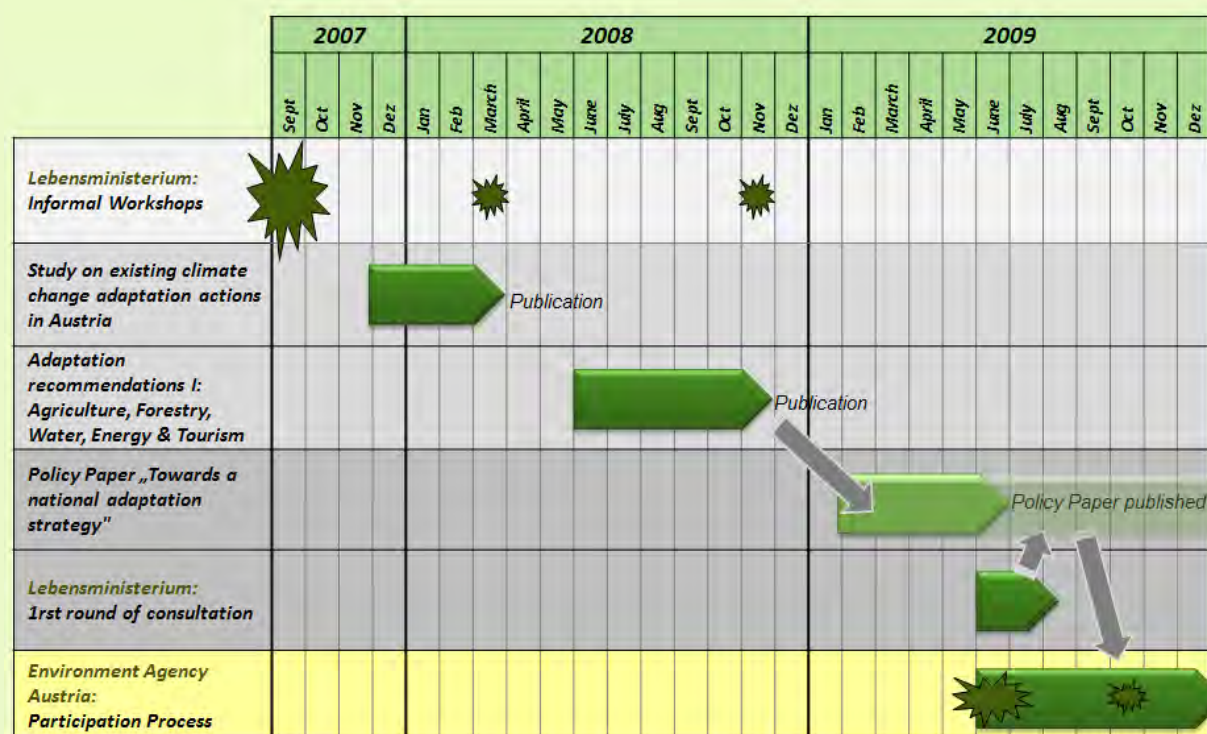 2007 2008 2009
Sept Oct Nov Dez Jan Feb March April May June July Aug Sept Oct Nov Dez Jan Feb March April May June July Aug Sept Oct Nov Dez
Lebensministerium:
Informal Workshops
Study on existing climate
change adaptation actions
in Austria
Publication
Adaptation
recommendations I:
Agriculture, Forestry,
Water, Energy & Tourism
Publication
Policy Paper „Towards a
national adaptation
strategy"
Policy Paper published
Lebensministerium:
1rst round of consultation
Environment Agency
Austria:
Participation Process